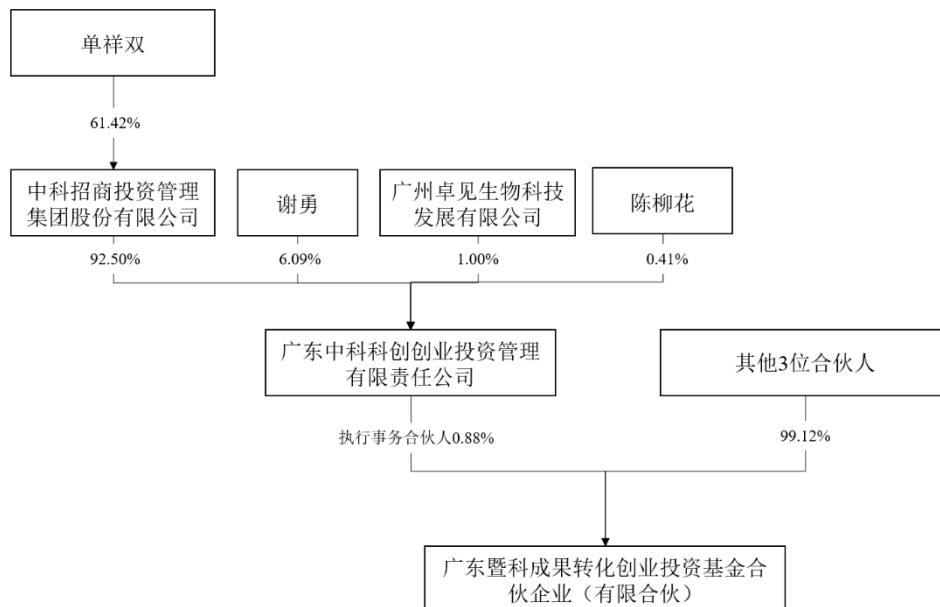 单祥双
61.42%
中科招商投资管理
集团股份有限公司
谢勇
广州卓见生物科技
发展有限公司
陈柳花
92.50%
6.09%
1.00%
0.41%
广东中科科创创业投资管理
有限责任公司
其他3位合伙人
执行事务合伙人0.88%
99.12%
广东暨科成果转化创业投资基金合
伙企业（有限合伙）